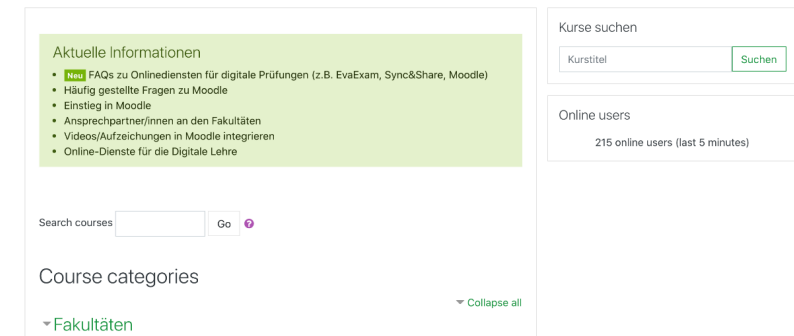 Aktuelle Informationen
Neu FAQs zu Onlinediensten für digitale Prüfungen (z.B. EvaExam, Sync&Share, Moodle)
Häufig gestellte Fragen zu Moodle
Einstieg in Moodle
Ansprechpartner/innen an den Fakultäten
Videos/Aufzeichungen in Moodle integrieren
Online-Dienste für die Digitale Lehre
Search courses Go
Course categories
Collapse all
Fakultäten
Kurse suchen
Kurstitel Suchen
Online users
215 online users (last 5 minutes)